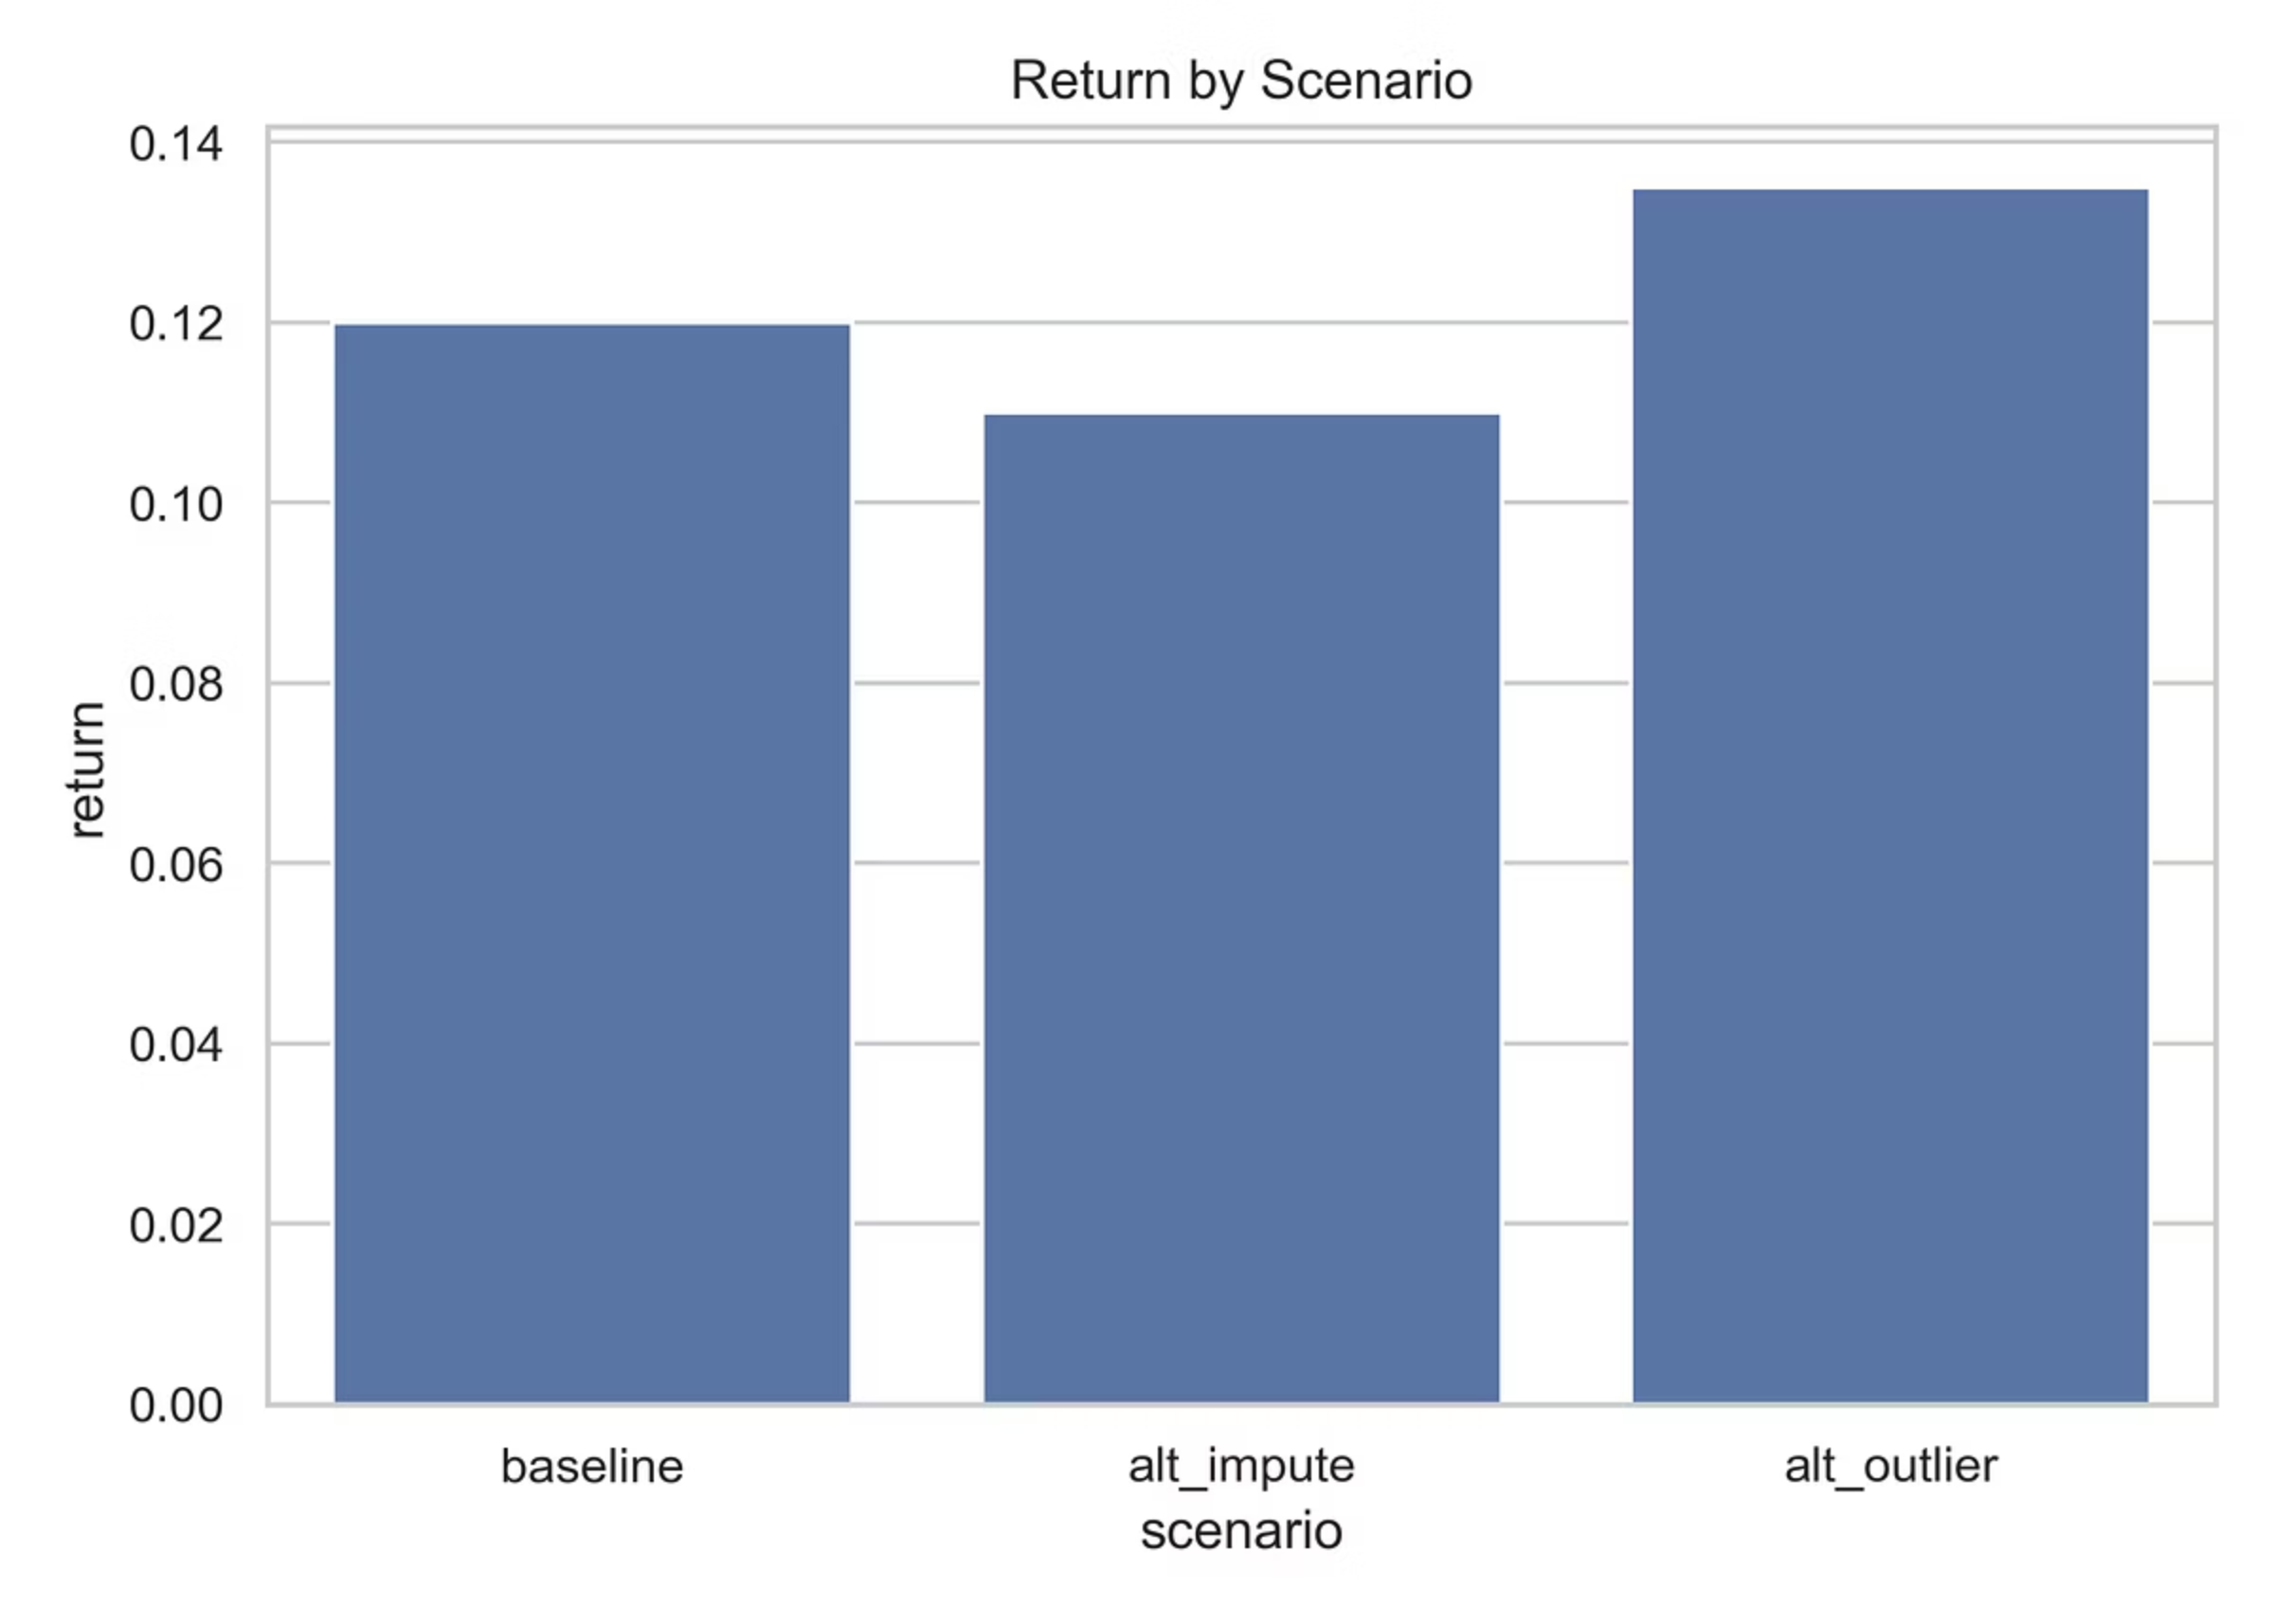 Return by Scenario
0.14
0.12
0.10
0.08
0.06
0.04
0.02
0.00
return
baseline
alt_impute
alt_outlier
scenario